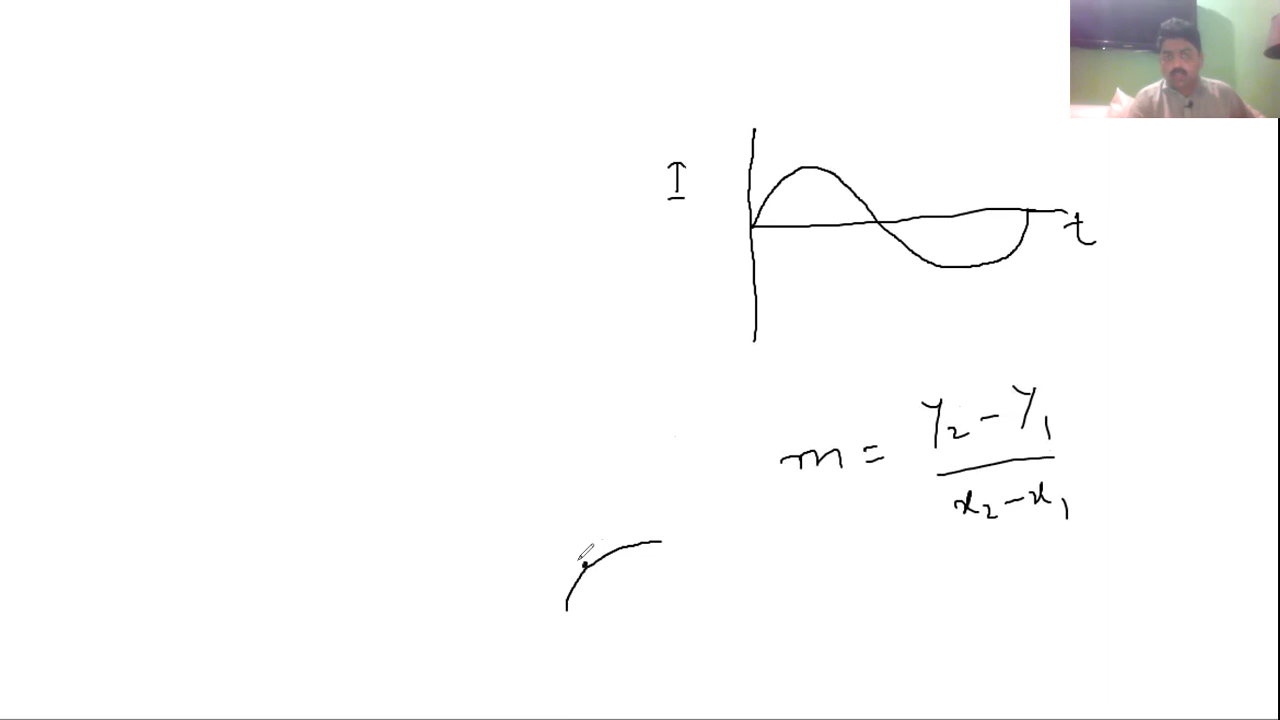 I
t
m = y₂ - y₁ / x₂ - x₁